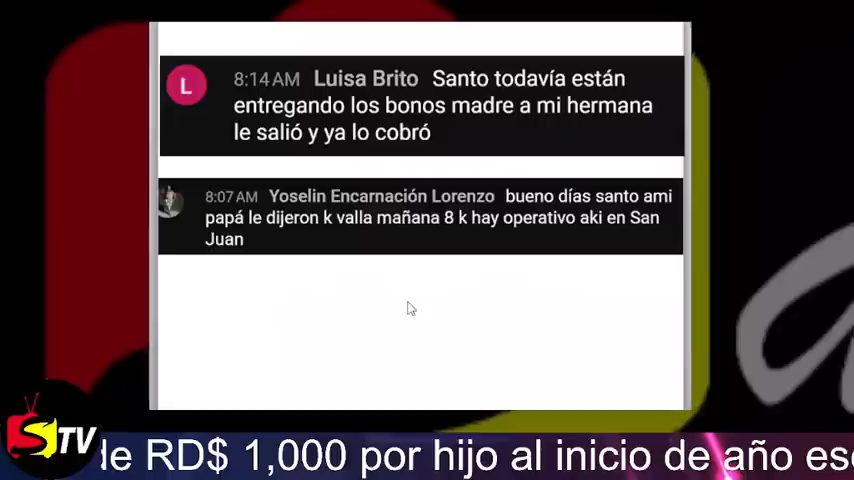 L
8:14 AM Luisa Brito Santo todavía están
entregando los bonos madre a mi hermana
le salió y ya lo cobró
8:07 AM Yoselin Encarnación Lorenzo bueno días santo ami
papá le dijeron k valla mañana 8 k hay operativo aki en San
Juan
STV
de RD$ 1,000 por hijo al inicio de año esc